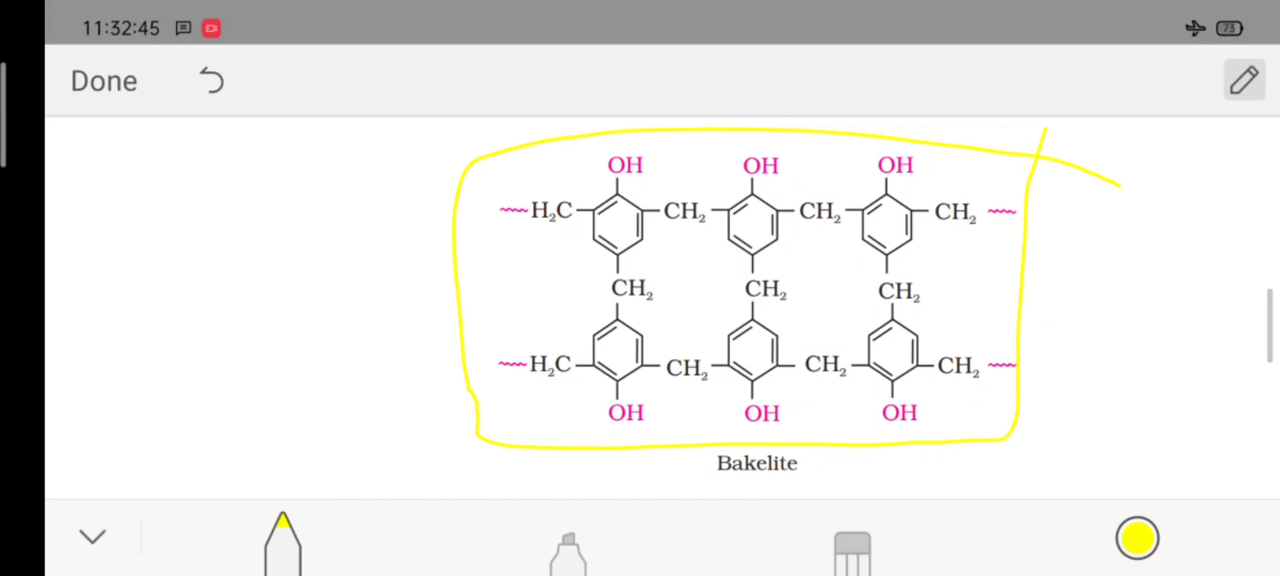 11:32:45 73
Done
OH OH OH
H₂C CH₂ CH₂ CH₂
CH₂ CH₂ CH₂
H₂C CH₂ CH₂ CH₂
OH OH OH
Bakelite